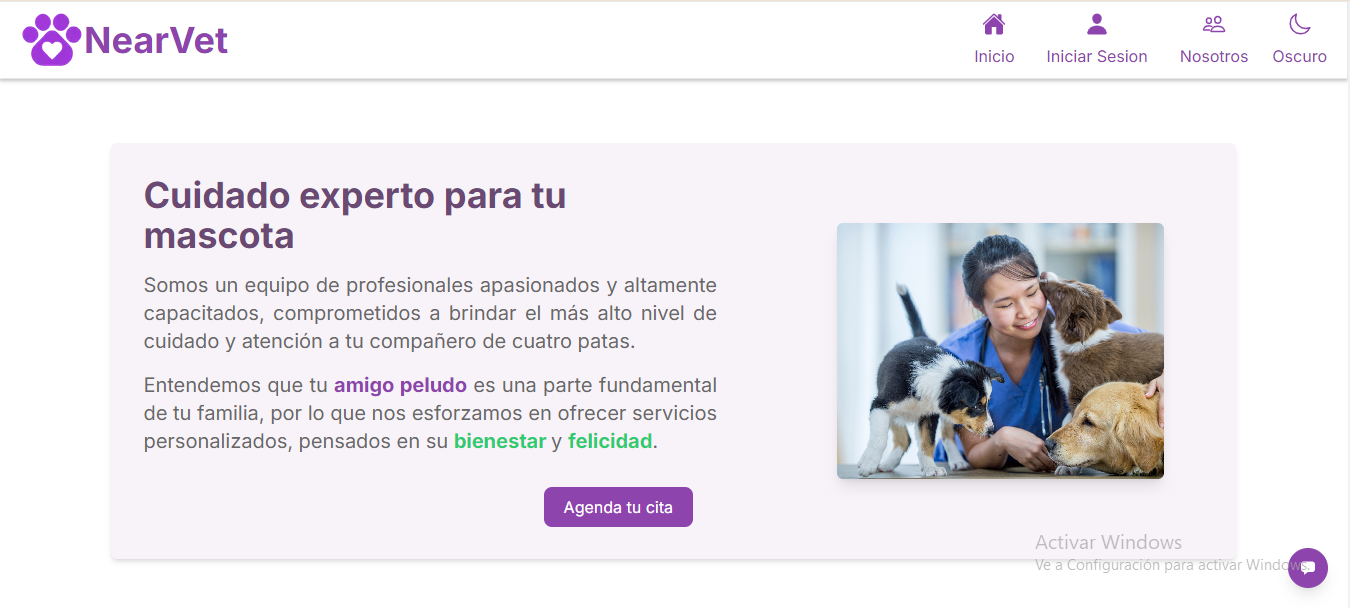 NearVet
Inicio
Iniciar Sesion
Nosotros
Oscuro
Cuidado experto para tu
mascota
Somos un equipo de profesionales apasionados y altamente
capacitados, comprometidos a brindar el más alto nivel de
cuidado y atención a tu compañero de cuatro patas.
Entendemos que tu amigo peludo es una parte fundamental
de tu familia, por lo que nos esforzamos en ofrecer servicios
personalizados, pensados en su bienestar y felicidad.
Agenda tu cita
Activar Windows
Ve a Configuración para activar Windows.